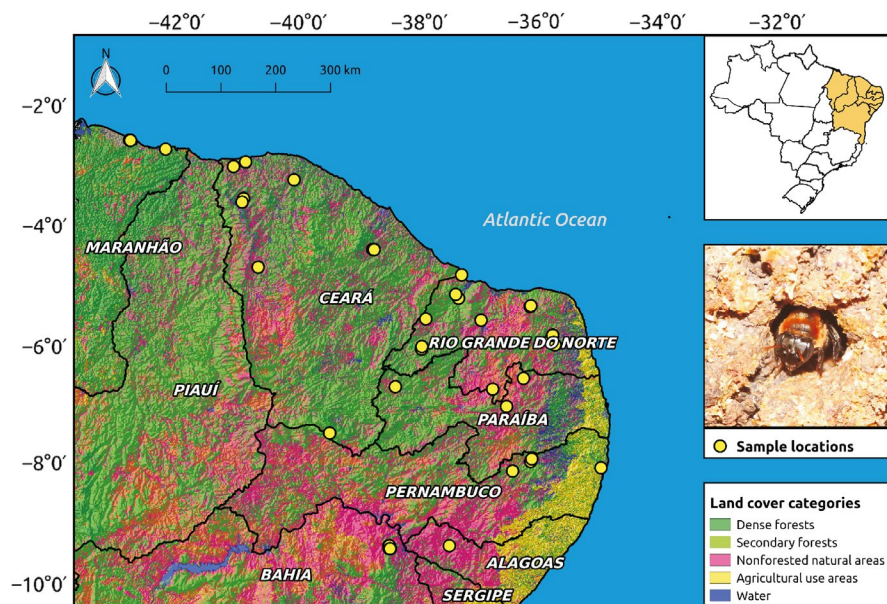 −42°0′ −40°0′ −38°0′ −36°0′ −34°0′ −32°0′
N
0 100 200 300 km
−2°0′
−4°0′
−6°0′
−8°0′
−10°0′
Atlantic Ocean
MARANHÃO
CEARÁ
RIO GRANDE DO NORTE
PIAUÍ
PARAÍBA
PERNAMBUCO
ALAGOAS
BAHIA
SERGIPE
Sample locations
Land cover categories
Dense forests
Secondary forests
Nonforested natural areas
Agricultural use areas
Water